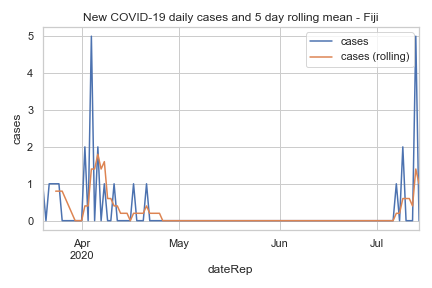 New COVID-19 daily cases and 5 day rolling mean - Fiji
cases
cases (rolling)
5
4
3
2
1
0
cases
Apr
2020
May
Jun
Jul
dateRep